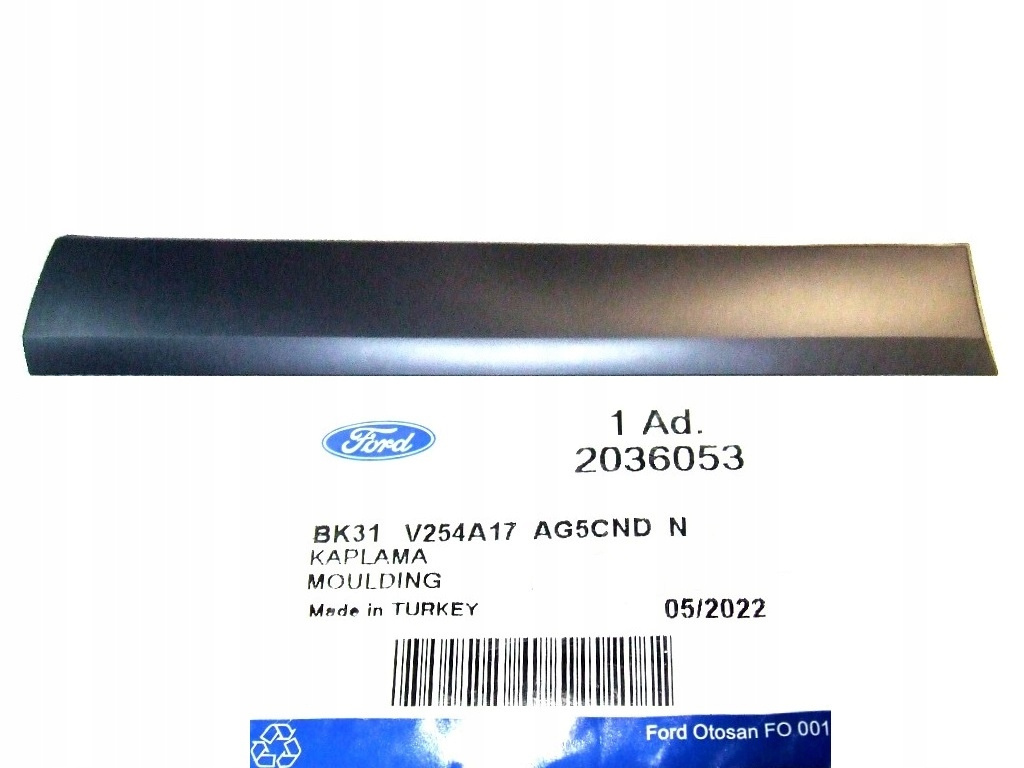 Ford
1 Ad.
2036053
BK31 V254A17 AG5CND N
KAPLAMA
MOULDING
Made in TURKEY
05/2022
Ford Otosan FO 001